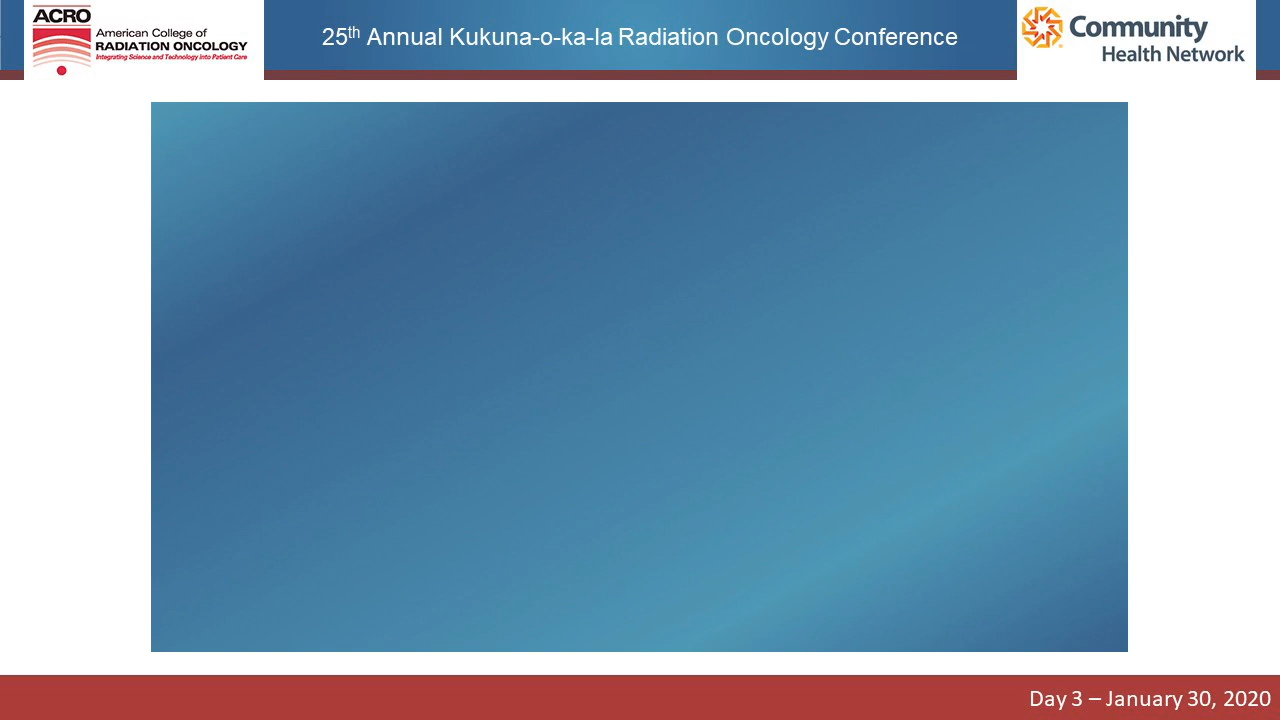 ACRO
American College of
RADIATION ONCOLOGY
Integrating Science and Technology into Patient Care
25th Annual Kukuna-o-ka-la Radiation Oncology Conference
Community
Health Network
Day 3 – January 30, 2020